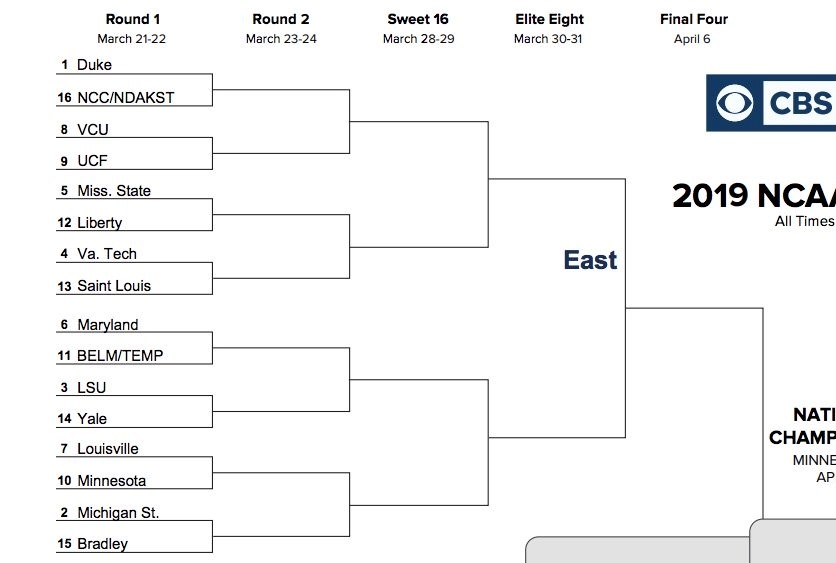 Round 1 Round 2 Sweet 16 Elite Eight Final Four
March 21-22 March 23-24 March 28-29 March 30-31 April 6
1 Duke
16 NCC/NDAKST
8 VCU
9 UCF
5 Miss. State
12 Liberty
4 Va. Tech
13 Saint Louis
6 Maryland
11 BELM/TEMP
3 LSU
14 Yale
7 Louisville
10 Minnesota
2 Michigan St.
15 Bradley
East
CBS
2019 NCAA
All Times
NATI
CHAMP
MINNE
AP